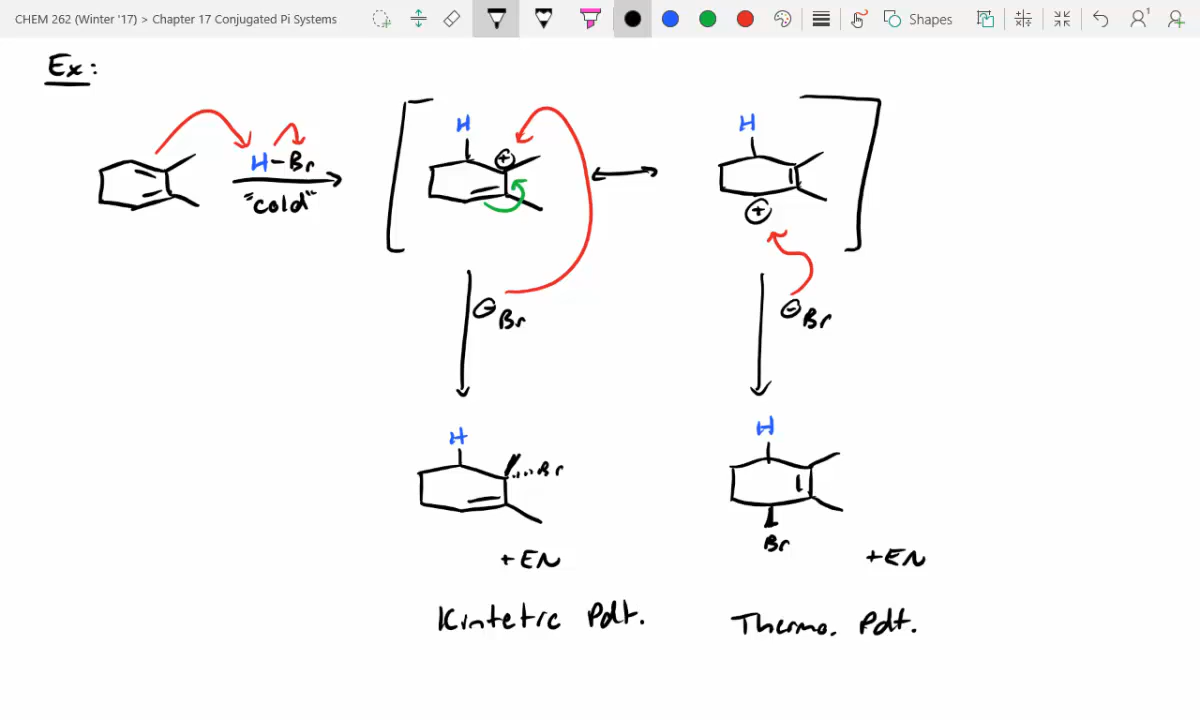 CHEM 262 (Winter '17) > Chapter 17 Conjugated Pi Systems
Shapes
1
Ex:
H-Br
"cold"
H
+
H
+
⊖Br
⊖Br
H
Br
H
Br
+ EN
+ EN
Kintetic Pdt.
Thermo. Pdt.